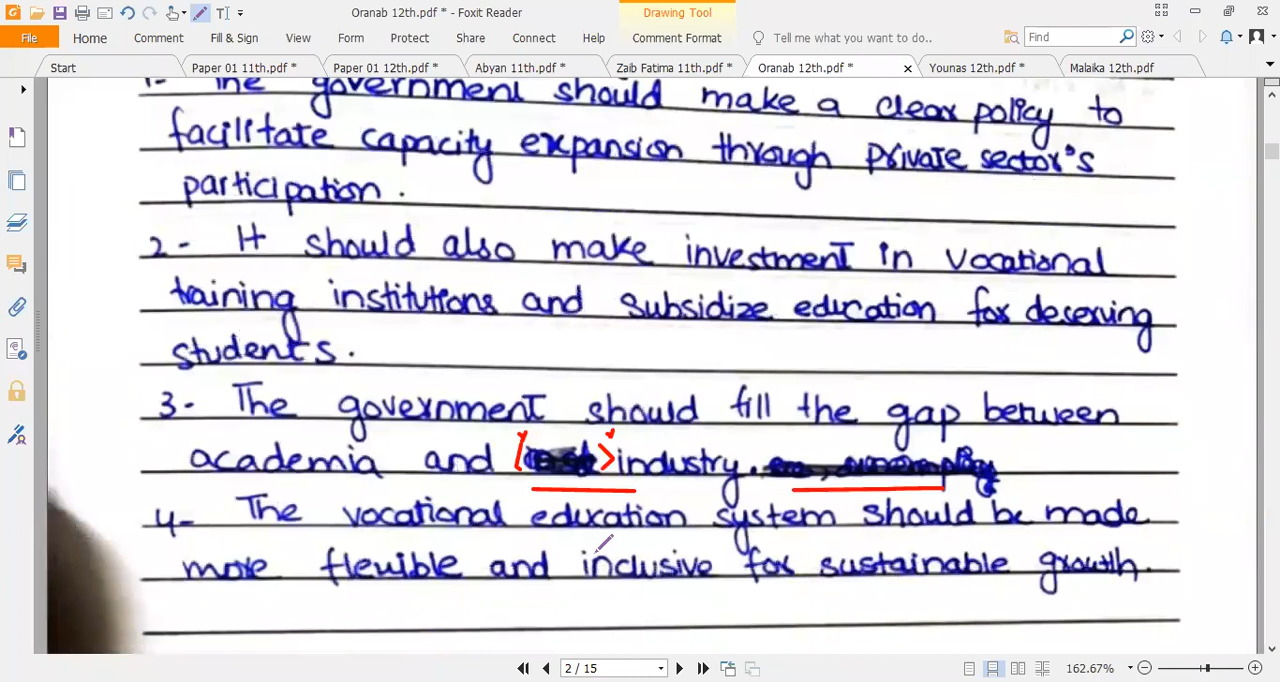 Oranab 12th.pdf * - Foxit Reader
Drawing Tool
File Home Comment Fill & Sign View Form Protect Share Connect Help Comment Format Tell me what you want to do.. Find
Start Paper 01 11th.pdf * Paper 01 12th.pdf * Abyan 11th.pdf * Zaib Fatima 11th.pdf * Oranab 12th.pdf * Younas 12th.pdf * Malaika 12th.pdf
1- The government should make a clear policy to
facilitate capacity expansion through private sector's
participation.
2- It should also make investment in vocational
training institutions and subsidize education for deserving
students.
3- The government should fill the gap between
academia and industry.
4- The vocational education system should be made
more flexible and inclusive for sustainable growth.
2 / 15
162.67%